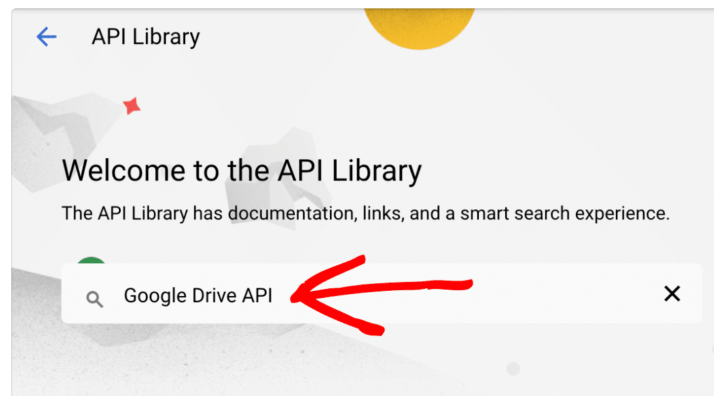 API Library
Welcome to the API Library
The API Library has documentation, links, and a smart search experience.
Google Drive API